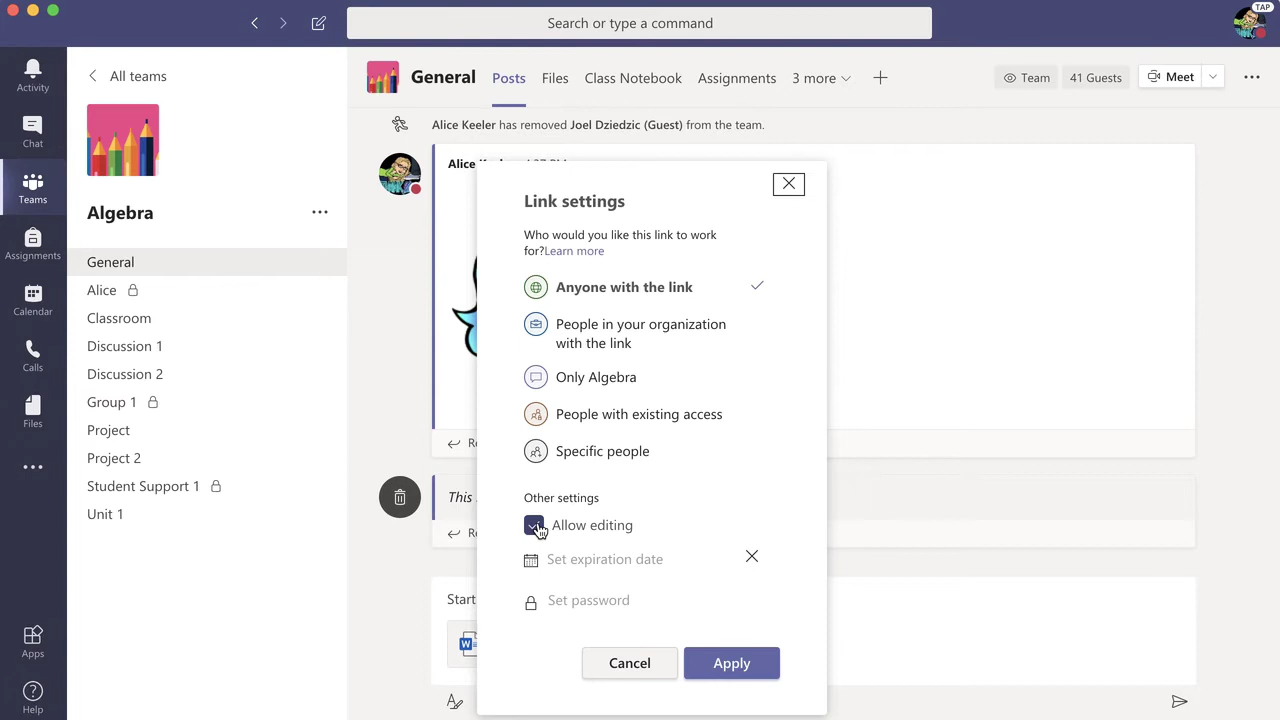 Search or type a command
TAP
Activity
Chat
Teams
Assignments
Calendar
Calls
Files
Apps
Help
All teams
Algebra
General
Alice
Classroom
Discussion 1
Discussion 2
Group 1
Project
Project 2
Student Support 1
Unit 1
General
Posts
Files
Class Notebook
Assignments
3 more
Team
41 Guests
Meet
Alice Keeler has removed Joel Dziedzic (Guest) from the team.
Alice
Link settings
Who would you like this link to work
for?Learn more
Anyone with the link
People in your organization
with the link
Only Algebra
People with existing access
Specific people
Other settings
Allow editing
Set expiration date
Set password
Cancel
Apply
This
Start